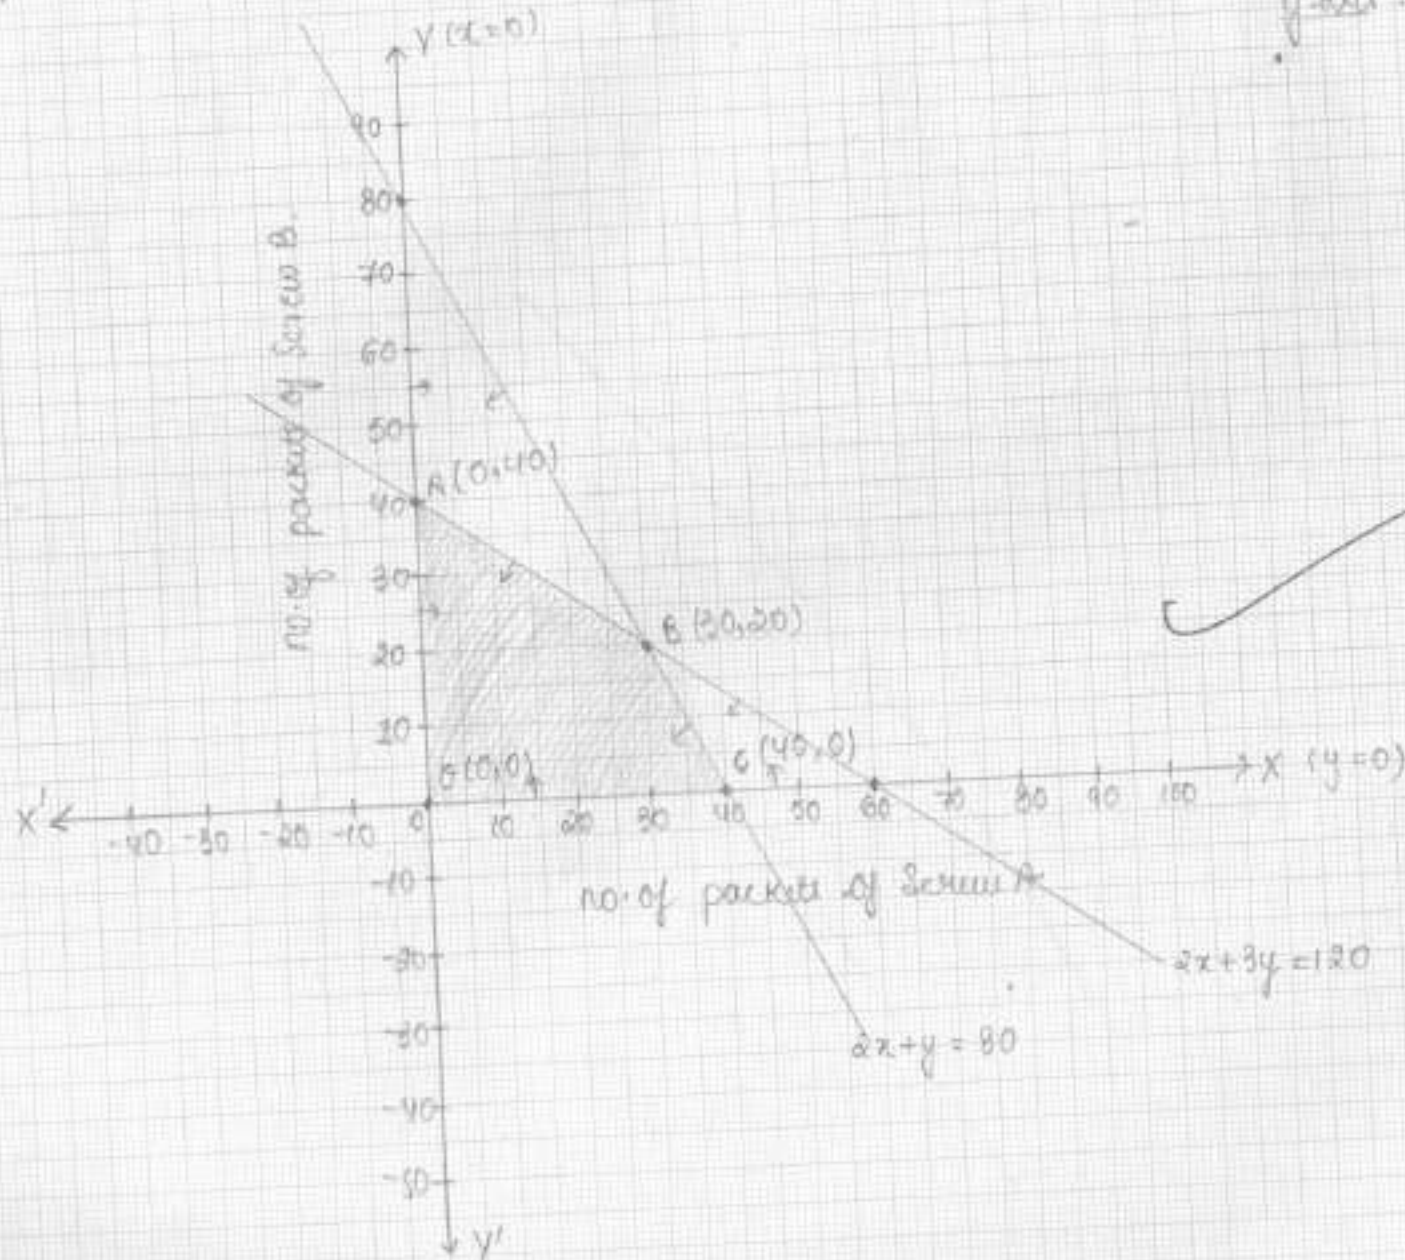 Y (x=0)
90
80
70
60
50
A (0,40)
40
30
B (30,20)
20
10
O (0,0)
C (40,0)
X (y=0)
X'
-40 -30 -20 -10 0 10 20 30 40 50 60 70 80 90 100
no. of packets of Screw B.
no. of packets of Screw A
-10
-20
-30
-40
-50
2x+3y=120
2x+y=80
Y'